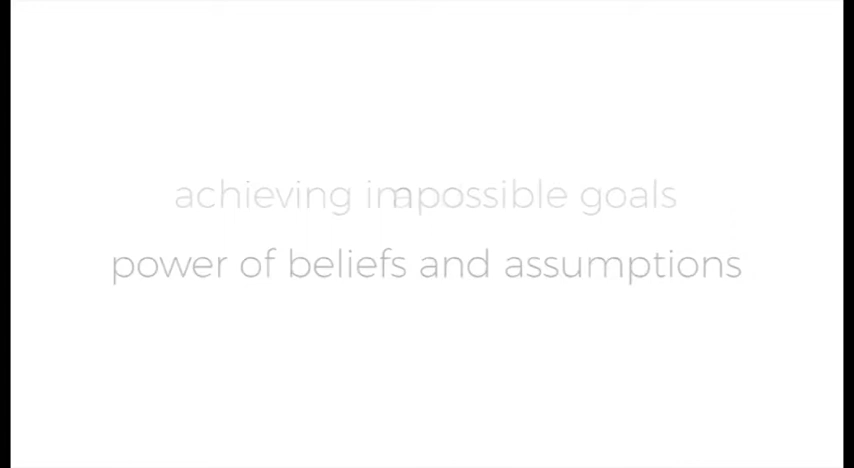 achieving impossible goals
power of beliefs and assumptions